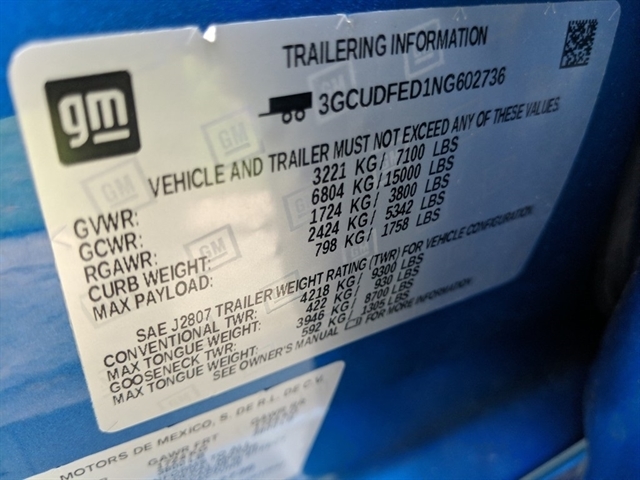 TRAILERING INFORMATION
gm
3GCUDFED1NG602736
VEHICLE AND TRAILER MUST NOT EXCEED ANY OF THESE VALUES
GVWR: 3221 KG/ 7100 LBS
GCWR: 6804 KG/ 15000 LBS
RGAWR: 1724 KG/ 3800 LBS
CURB WEIGHT: 2424 KG/ 5342 LBS
MAX PAYLOAD: 798 KG/ 1758 LBS
SAE J2807 TRAILER WEIGHT RATING (TWR) FOR VEHICLE CONFIGURATION.
CONVENTIONAL TWR: 4218 KG/ 9300 LBS
MAX TONGUE WEIGHT: 422 KG/ 930 LBS
GOOSENECK TWR: 3946 KG/ 8700 LBS
MAX TONGUE WEIGHT: 592 KG/ 1305 LBS
SEE OWNER'S MANUAL FOR MORE INFORMATION.
MOTORS DE MEXICO, S. DE R.L. DE C.V.
GAWR FRT